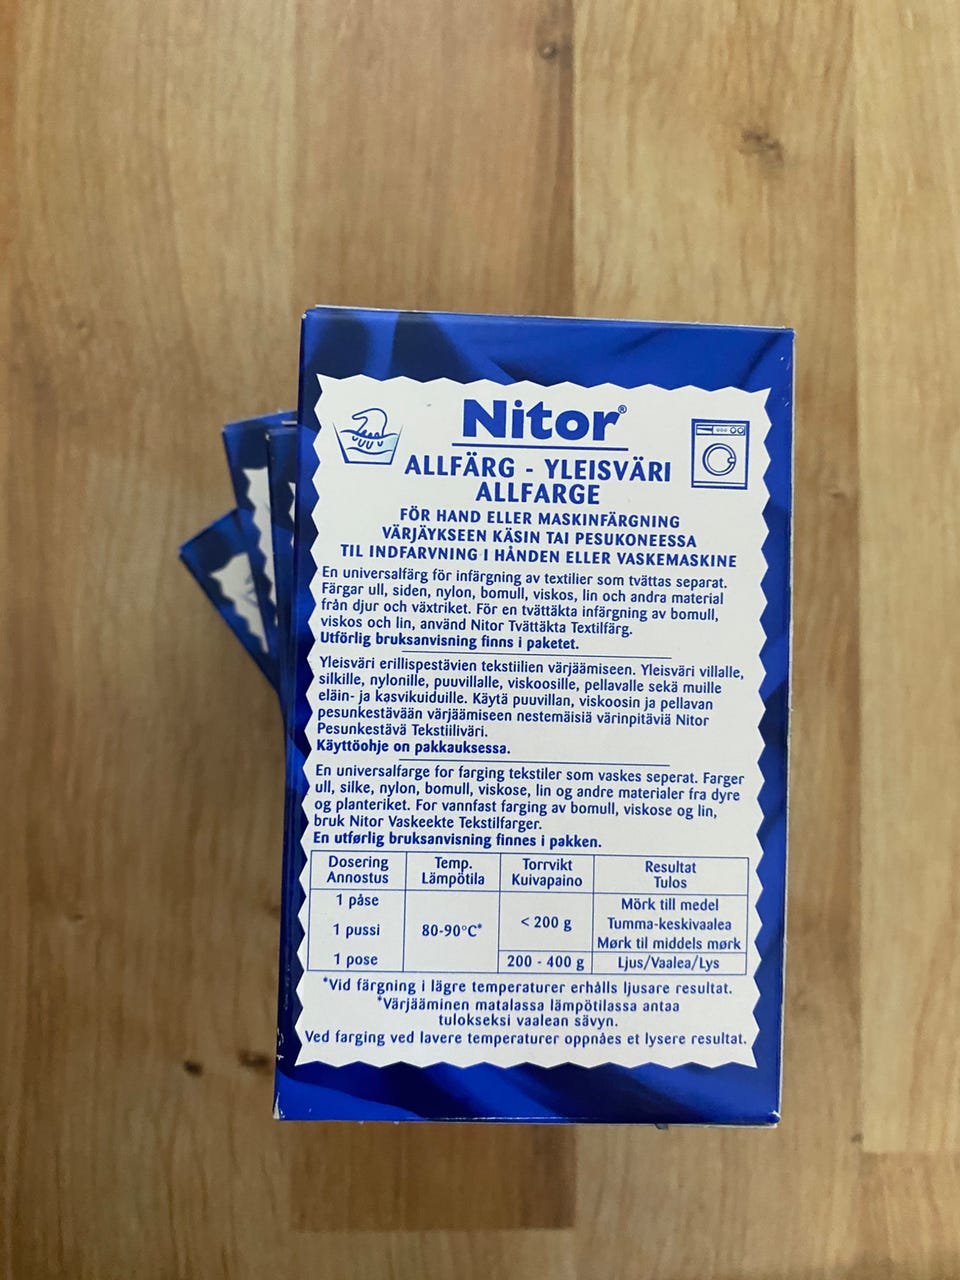 Nitor®
ALLFÄRG - YLEISVÄRI
ALLFARGE
FÖR HAND ELLER MASKINFÄRGNING
VÄRJÄYKSEEN KÄSIN TAI PESUKONEESSA
TIL INDFARVNING I HÅNDEN ELLER VASKEMASKINE
En universalfärg för infärgning av textilier som tvättas separat.
Färgar ull, siden, nylon, bomull, viskos, lin och andra material
från djur och växtriket. För en tvättäkta infärgning av bomull,
viskos och lin, använd Nitor Tvättäkta Textilfärg.
Utförlig bruksanvisning finns i paketet.
Yleisväri erillispestävien tekstiilien värjäämiseen. Yleisväri villalle,
silkille, nylonille, puuvillalle, viskoosille, pellavalle sekä muille
eläin- ja kasvikuiduille. Käytä puuvillan, viskoosin ja pellavan
pesunkestävään värjäämiseen nestemäisiä värinpitäviä Nitor
Pesunkestävä Tekstiiliväri.
Käyttöohje on pakkauksessa.
En universalfarge for farging tekstiler som vaskes seperat. Farger
ull, silke, nylon, bomull, viskose, lin og andre materialer fra dyre
og planteriket. For vannfast farging av bomull, viskose og lin,
bruk Nitor Vaskeekte Tekstilfarger.
En utførlig bruksanvisning finnes i pakken.
Dosering Temp. Torrvikt Resultat
Annostus Lämpötila Kuivapaino Tulos
1 påse Mörk till medel
1 pussi 80-90°C* < 200 g Tumma-keskivaalea
Mørk til middels mørk
1 pose 200 - 400 g Ljus/Vaalea/Lys
*Vid färgning i lägre temperaturer erhålls ljusare resultat.
*Värjääminen matalassa lämpötilassa antaa
tulokseksi vaalean sävyn.
Ved farging ved lavere temperaturer oppnåes et lysere resultat.